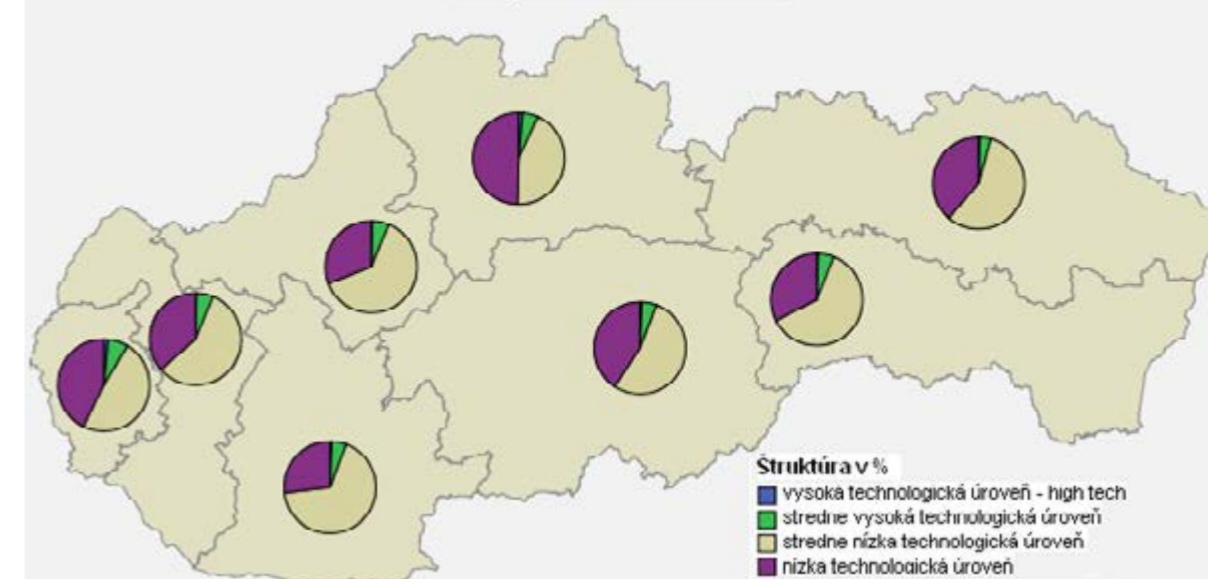 Štruktúra v %
vysoká technologická úroveň - high tech
stredne vysoká technologická úroveň
stredne nízka technologická úroveň
nízka technologická úroveň